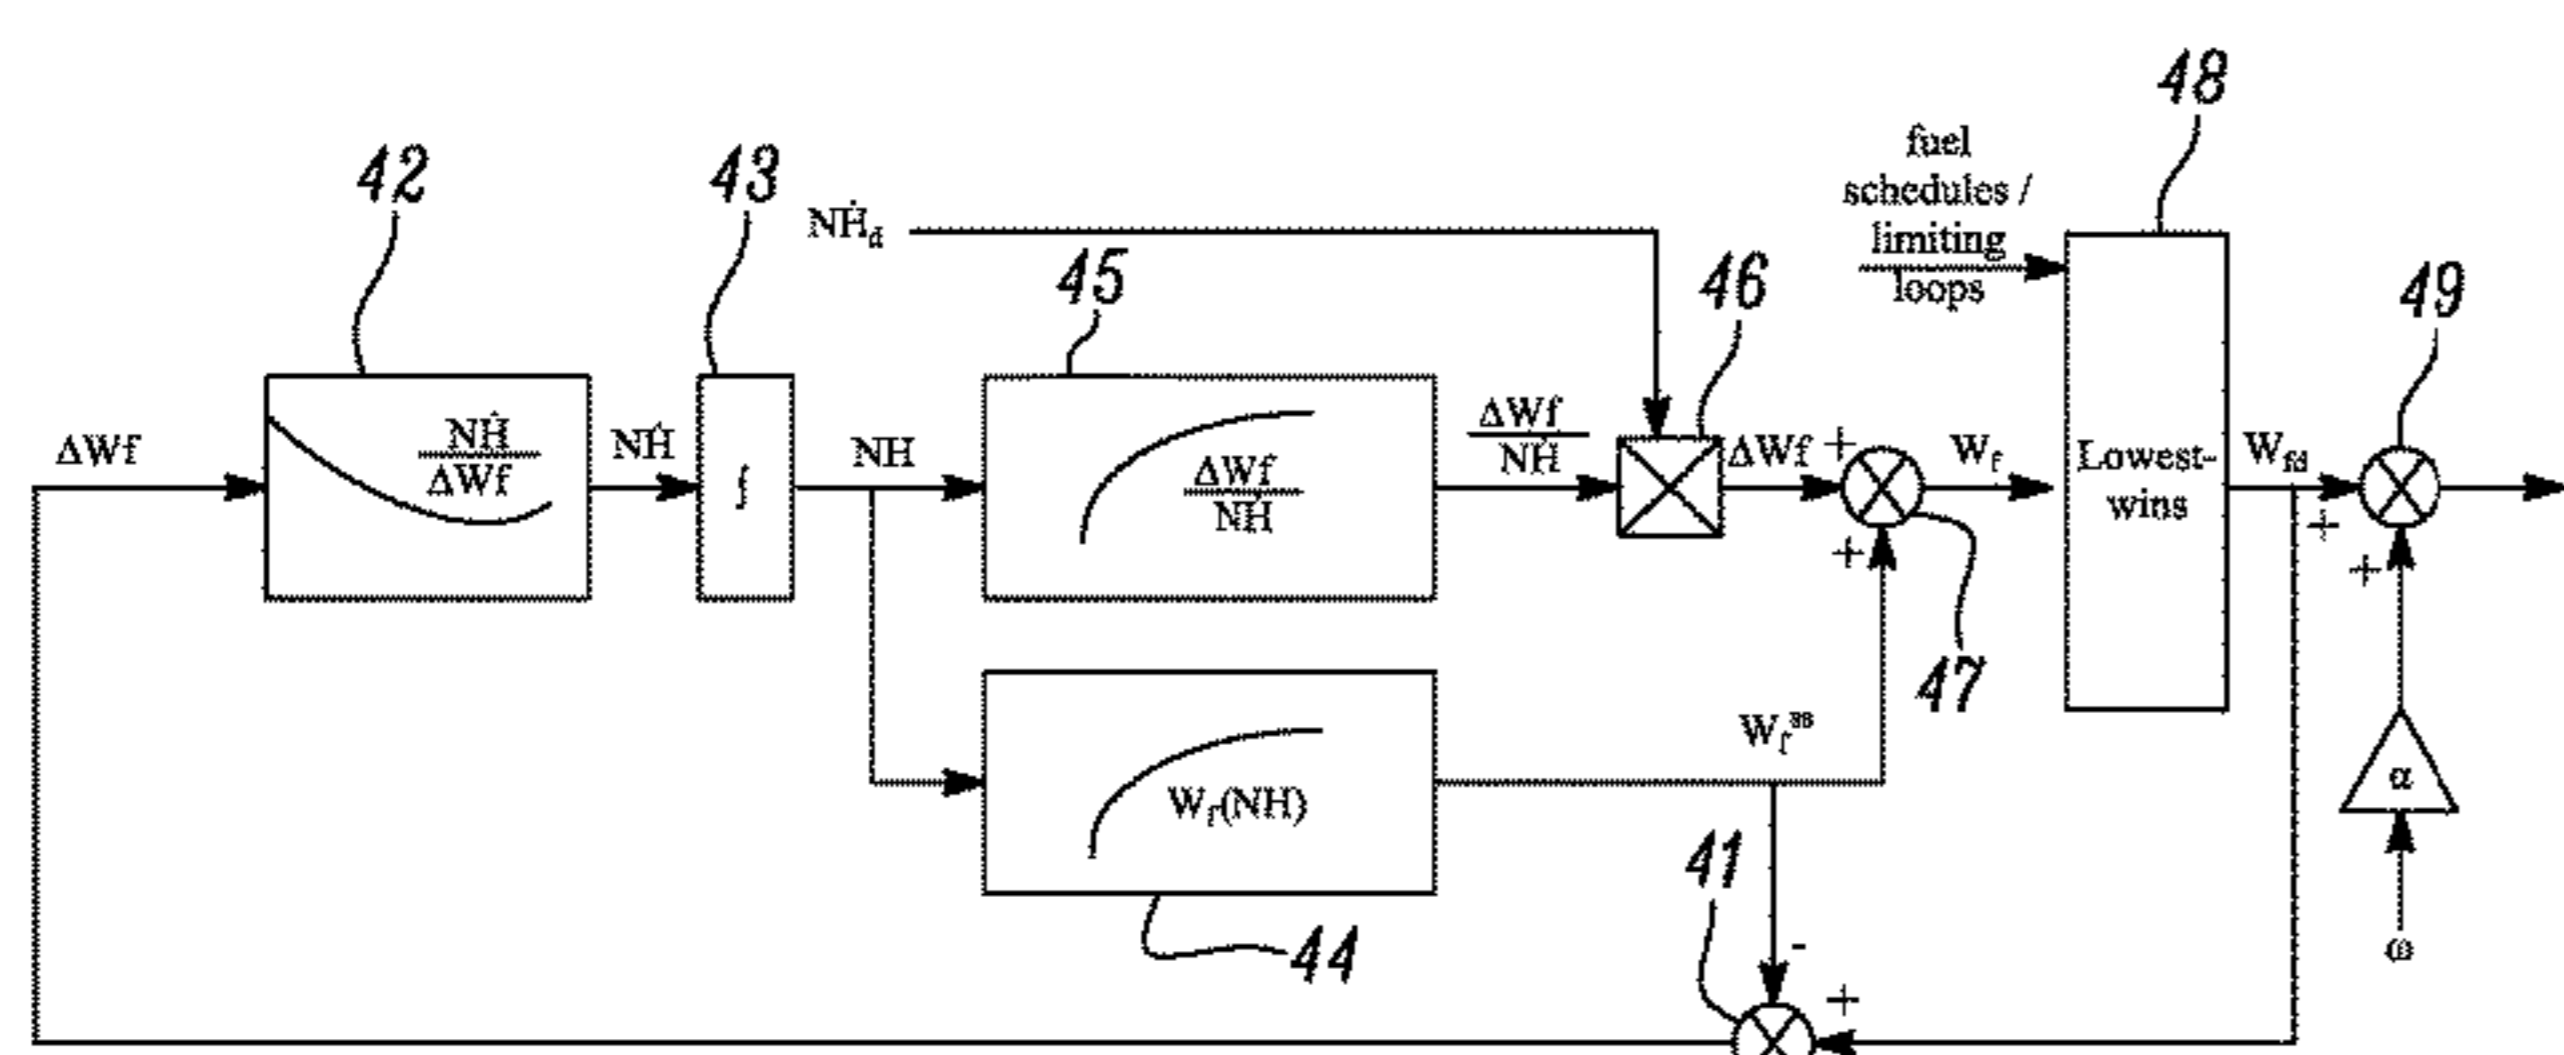 48
42
43
fuel
schedules /
limiting
loops
NḢd
45
46
49
ΔWf
NḢ
ΔWf
NḢ
∫
NH
ΔWf
NḢ
ΔWf
NḢ
ΔWf
+
+
Wf
Lowest-
wins
Wfd
+
+
47
Wf(NH)
Wfss
α
41
44
-
+
ω